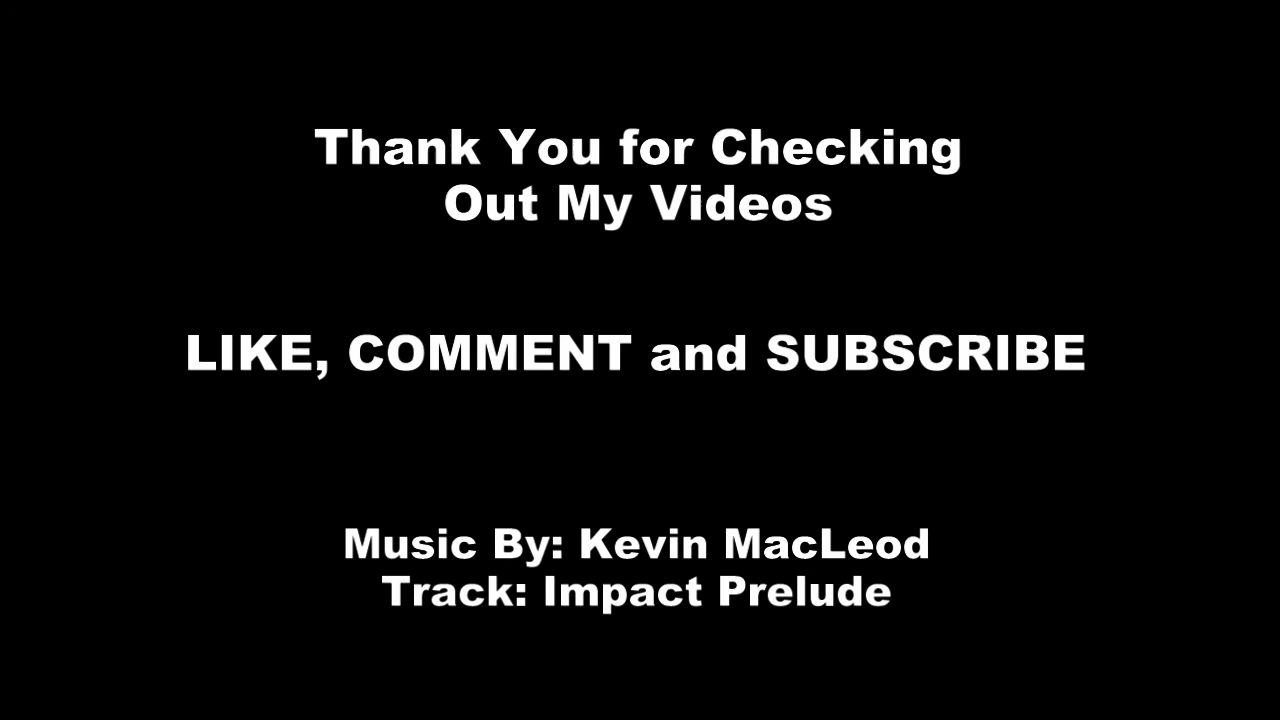 Thank You for Checking
Out My Videos
LIKE, COMMENT and SUBSCRIBE
Music By: Kevin MacLeod
Track: Impact Prelude